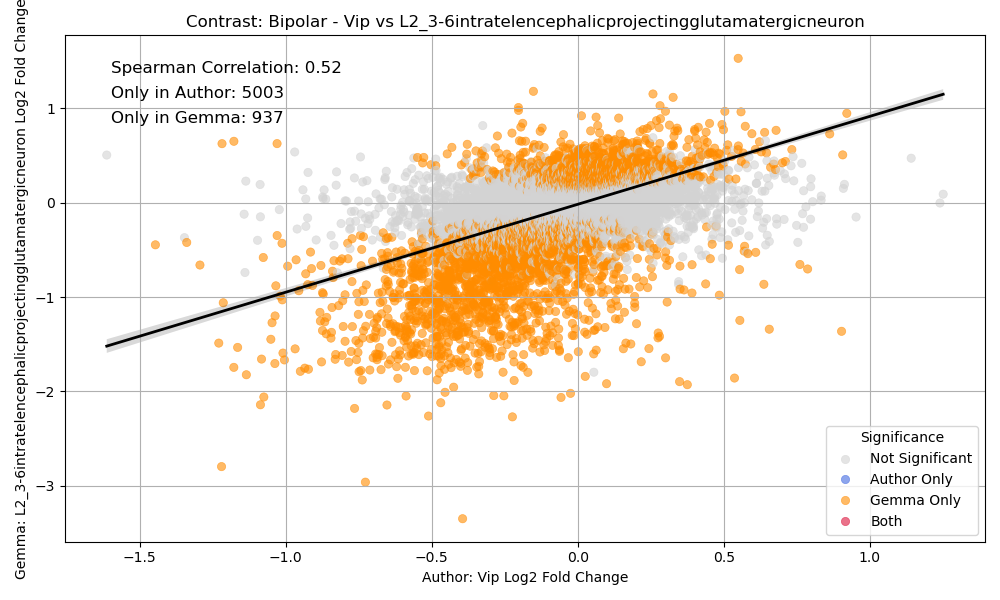 Contrast: Bipolar - Vip vs L2_3-6intratelencephalicprojectingglutamatergicneuron
Gemma: L2_3-6intratelencephalicprojectingglutamatergicneuron Log2 Fold Change
Spearman Correlation: 0.52
Only in Author: 5003
Only in Gemma: 937
1
0
−1
−2
−3
Significance
Not Significant
Author Only
Gemma Only
Both
−1.5
−1.0
−0.5
0.0
0.5
1.0
Author: Vip Log2 Fold Change